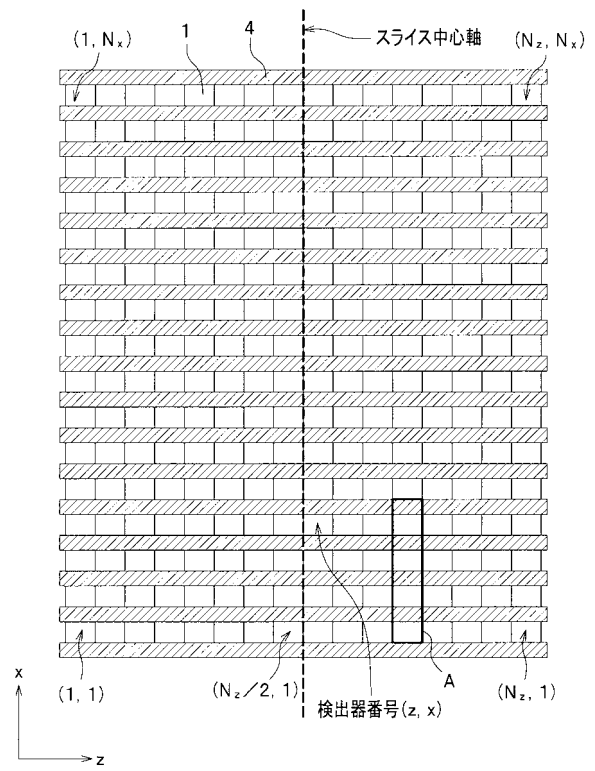 スライス中心軸
(1, Nx)
1
4
(Nz, Nx)
(1, 1)
(Nz/2, 1)
検出器番号(z, x)
A
(Nz, 1)
x
z